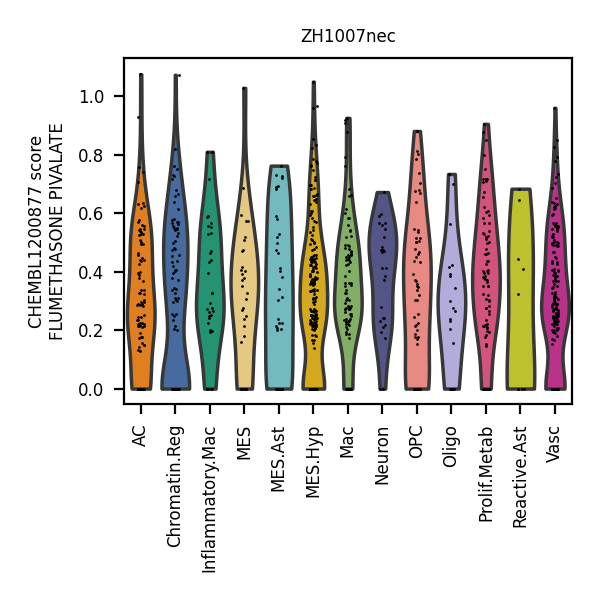 ZH1007nec
CHEMBL1200877 score
FLUMETHASONE PIVALATE
1.0
0.8
0.6
0.4
0.2
0.0
AC
Chromatin.Reg
Inflammatory.Mac
MES
MES.Ast
MES.Hyp
Mac
Neuron
OPC
Oligo
Prolif.Metab
Reactive.Ast
Vasc